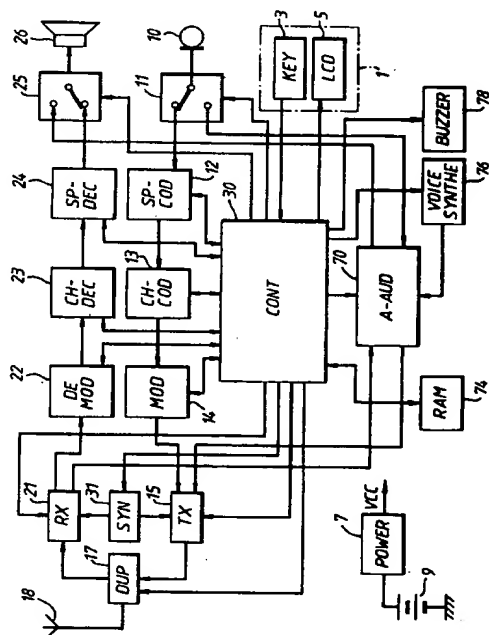 26
10
3
5
KEY
LCD
1'
25
11
78
BUZZER
24
SP-
DEC
12
SP-
COD
30
76
VOICE
SYNTHE
23
CH-
DEC
13
CH-
COD
CONT
70
A-AUD
22
DE
MOD
MOD
14
RAM
74
21
RX
31
SYN
15
TX
17
DUP
18
7
POWER
VCC
9